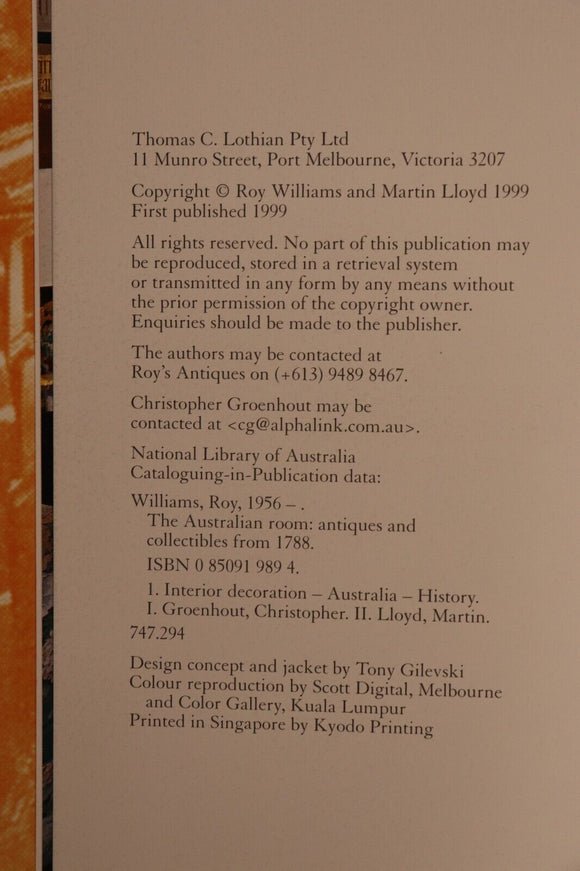 Thomas C. Lothian Pty Ltd
11 Munro Street, Port Melbourne, Victoria 3207
Copyright © Roy Williams and Martin Lloyd 1999
First published 1999
All rights reserved. No part of this publication may
be reproduced, stored in a retrieval system
or transmitted in any form by any means without
the prior permission of the copyright owner.
Enquiries should be made to the publisher.
The authors may be contacted at
Roy's Antiques on (+613) 9489 8467.
Christopher Groenhout may be
contacted at <cg@alphalink.com.au>.
National Library of Australia
Cataloguing-in-Publication data:
Williams, Roy, 1956 – .
The Australian room: antiques and
collectibles from 1788.
ISBN 0 85091 989 4.
1. Interior decoration – Australia – History.
I. Groenhout, Christopher. II. Lloyd, Martin.
747.294
Design concept and jacket by Tony Gilevski
Colour reproduction by Scott Digital, Melbourne
and Color Gallery, Kuala Lumpur
Printed in Singapore by Kyodo Printing